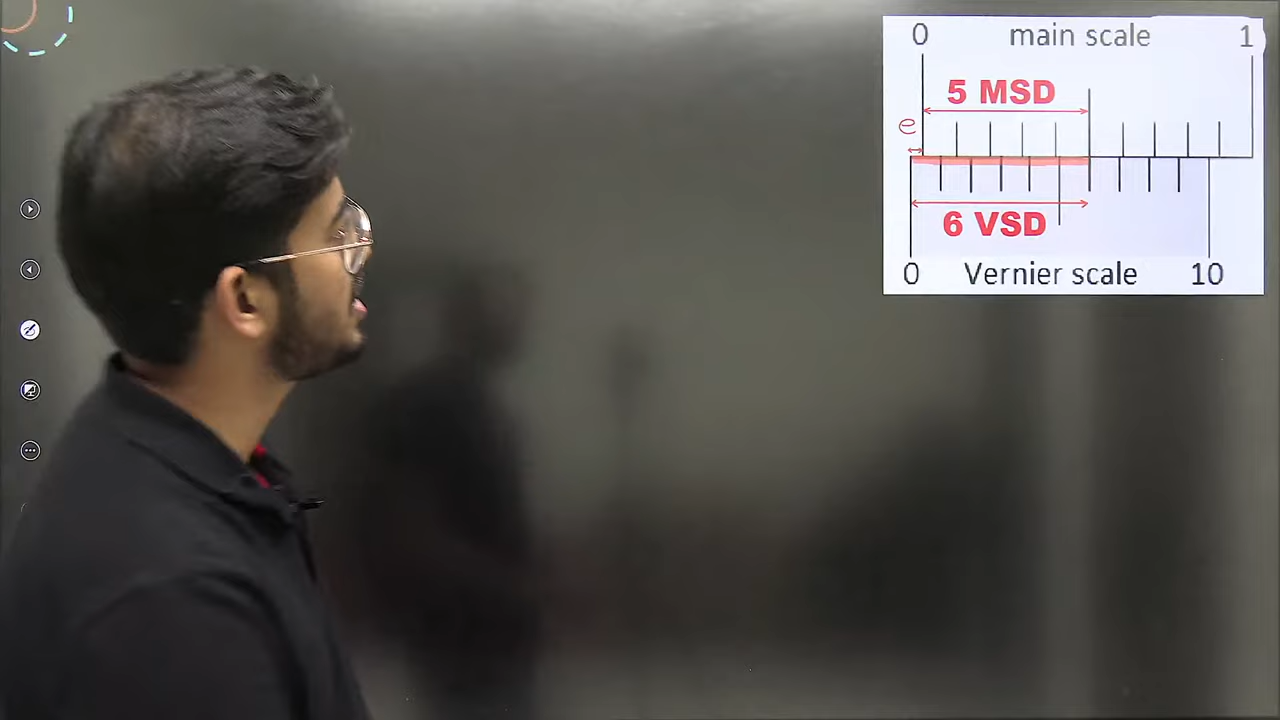 0 main scale 1
5 MSD
e
6 VSD
0 Vernier scale 10